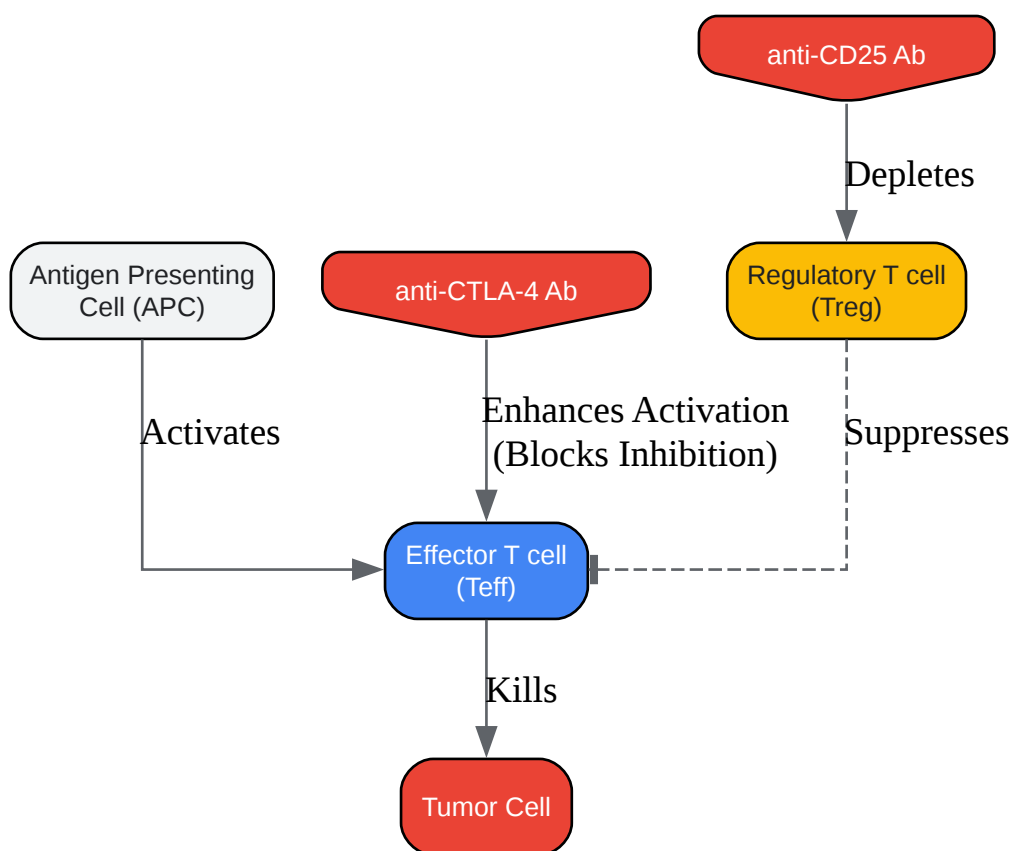 anti-CD25 Ab
Depletes
Antigen Presenting
Cell (APC)
anti-CTLA-4 Ab
Regulatory T cell
(Treg)
Activates
Enhances Activation
(Blocks Inhibition)
Suppresses
Effector T cell
(Teff)
Kills
Tumor Cell